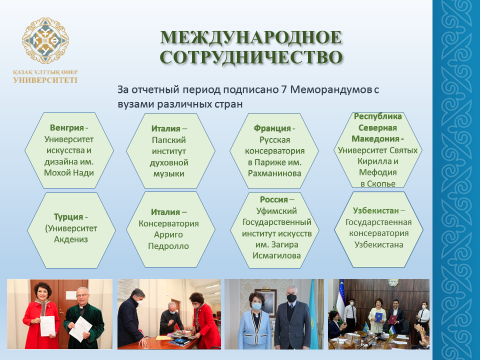 ҚАЗАҚ ҰЛТТЫҚ ӨНЕР
УНИВЕРСИТЕТІ
МЕЖДУНАРОДНОЕ
СОТРУДНИЧЕСТВО
За отчетный период подписано 7 Меморандумов с
вузами различных стран
Венгрия -
Университет
искусства и
дизайна им.
Мохой Нади
Италия –
Папский
институт
духовной
музыки
Франция -
Русская
консерватория
в Париже им.
Рахманинова
Республика
Северная
Македония -
Университет Святых
Кирилла и
Мефодия
в Скопье
Турция -
(Университет
Акдениз
Италия –
Консерватория
Арриго
Педролло
Россия –
Уфимский
Государственный
институт искусств
им. Загира
Исмагилова
Узбекистан –
Государственная
консерватория
Узбекистана